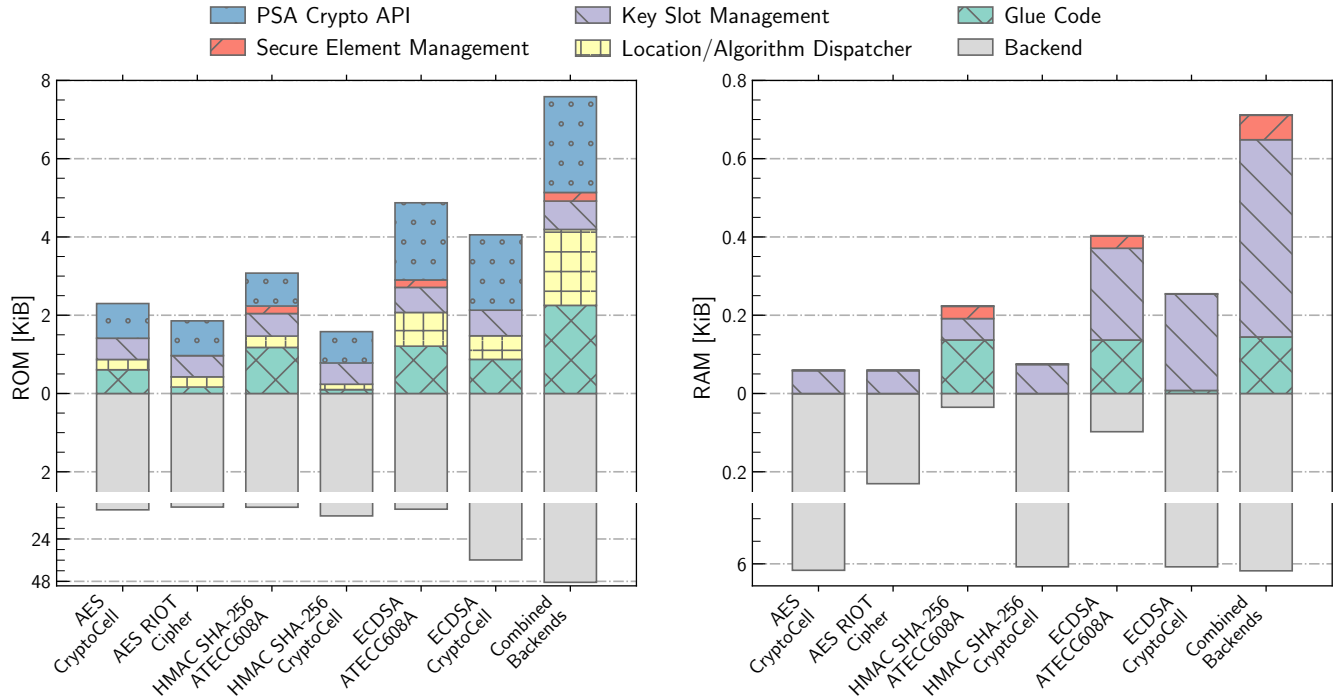 PSA Crypto API
Key Slot Management
Glue Code
Secure Element Management
Location/Algorithm Dispatcher
Backend
ROM [KiB]
8
6
4
2
0
2
24
48
AES
CryptoCell
AES RIOT
Cipher
HMAC SHA-256
ATECC608A
HMAC SHA-256
CryptoCell
ECDSA
ATECC608A
ECDSA
CryptoCell
Combined
Backends
RAM [KiB]
0.8
0.6
0.4
0.2
0
0.2
6
AES
CryptoCell
AES RIOT
Cipher
HMAC SHA-256
ATECC608A
HMAC SHA-256
CryptoCell
ECDSA
ATECC608A
ECDSA
CryptoCell
Combined
Backends